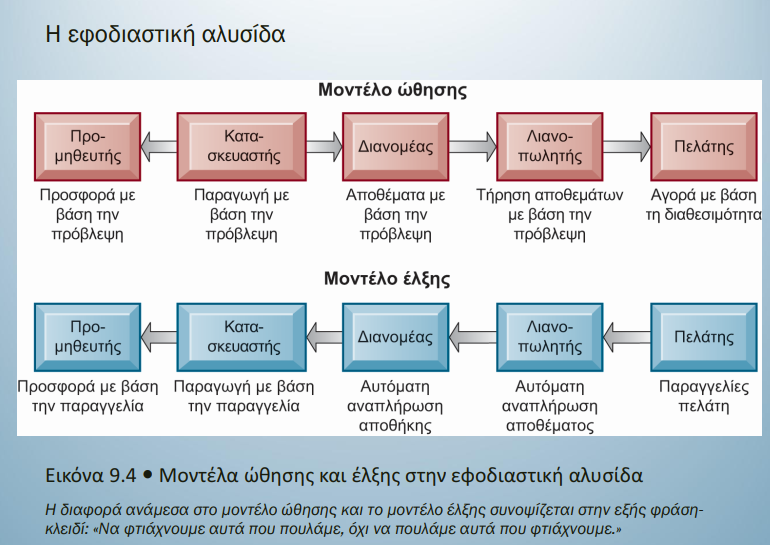 Η εφοδιαστική αλυσίδα
Μοντέλο ώθησης
Προ-
μηθευτής
Κατα-
σκευαστής
Διανομέας
Λιανο-
πωλητής
Πελάτης
Προσφορά με
βάση την
πρόβλεψη
Παραγωγή με
βάση την
πρόβλεψη
Αποθέματα με
βάση την
πρόβλεψη
Τήρηση αποθεμάτων
με βάση την
πρόβλεψη
Αγορά με βάση
τη διαθεσιμότητα
Μοντέλο έλξης
Προ-
μηθευτής
Κατα-
σκευαστής
Διανομέας
Λιανο-
πωλητής
Πελάτης
Προσφορά με βάση
την παραγγελία
Παραγωγή με βάση
την παραγγελία
Αυτόματη
αναπλήρωση
αποθήκης
Αυτόματη
αναπλήρωση
αποθέματος
Παραγγελίες
πελάτη
Εικόνα 9.4 • Μοντέλα ώθησης και έλξης στην εφοδιαστική αλυσίδα
Η διαφορά ανάμεσα στο μοντέλο ώθησης και το μοντέλο έλξης συνοψίζεται στην εξής φράση-
κλειδί: «Να φτιάχνουμε αυτά που πουλάμε, όχι να πουλάμε αυτά που φτιάχνουμε.»